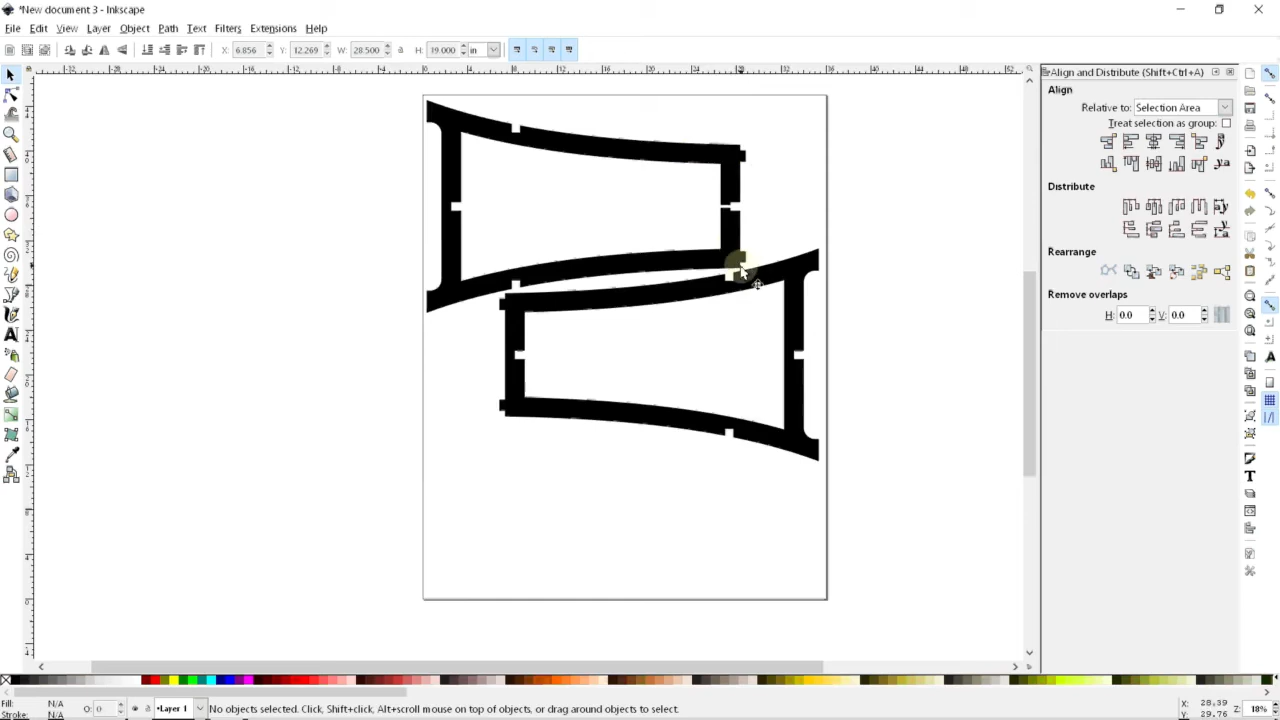 *New document 3 - Inkscape
File Edit View Layer Object Path Text Filters Extensions Help
X: 6.856 Y: 12.269 W: 28.500 H: 19.000 in
Align and Distribute (Shift+Ctrl+A)
Align
Relative to: Selection Area
Treat selection as group:
Distribute
Rearrange
Remove overlaps
H: 0.0 V: 0.0
Fill: N/A
Stroke: N/A
O: 0
Layer 1
No objects selected. Click, Shift+click, Alt+scroll mouse on top of objects, or drag around objects to select.
X: 28.39
Y: 29.76
Z: 18%